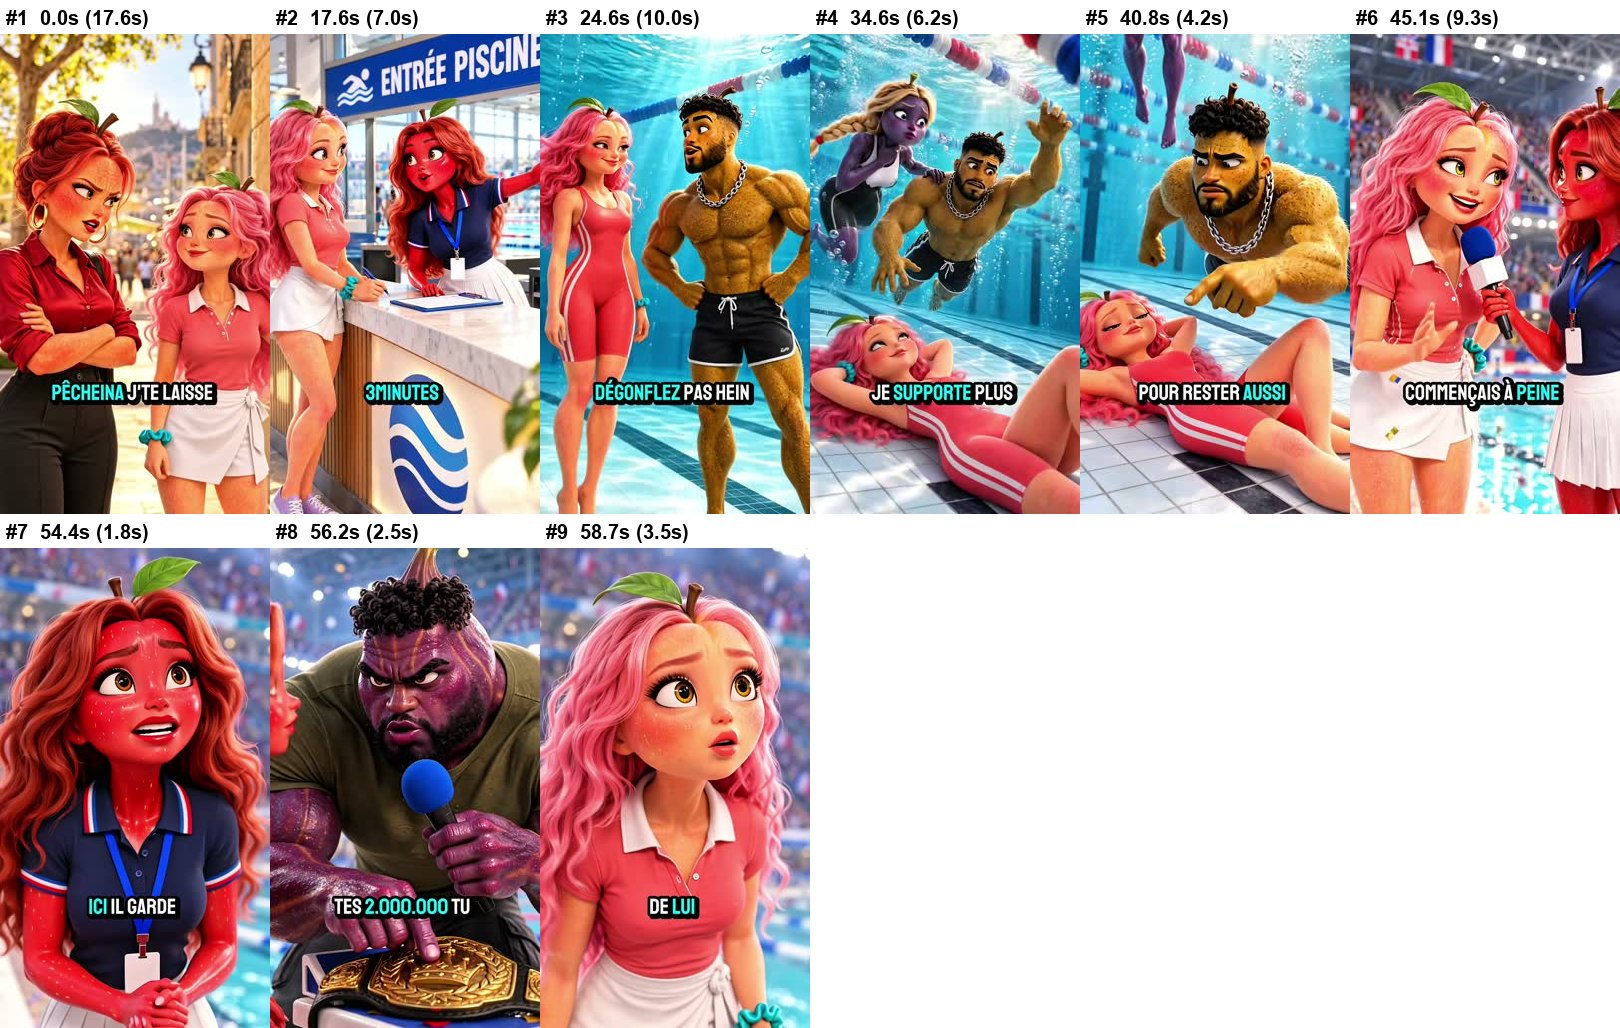 #1 0.0s (17.6s)
#2 17.6s (7.0s)
#3 24.6s (10.0s)
#4 34.6s (6.2s)
#5 40.8s (4.2s)
#6 45.1s (9.3s)
PÊCHEINA J'TE LAISSE
ENTRÉE PISCINE
3MINUTES
DÉGONFLEZ PAS HEIN
JE SUPPORTE PLUS
POUR RESTER AUSSI
COMMENÇAIS À PEINE
#7 54.4s (1.8s)
#8 56.2s (2.5s)
#9 58.7s (3.5s)
ICI IL GARDE
TES 2.000.000 TU
DE LUI